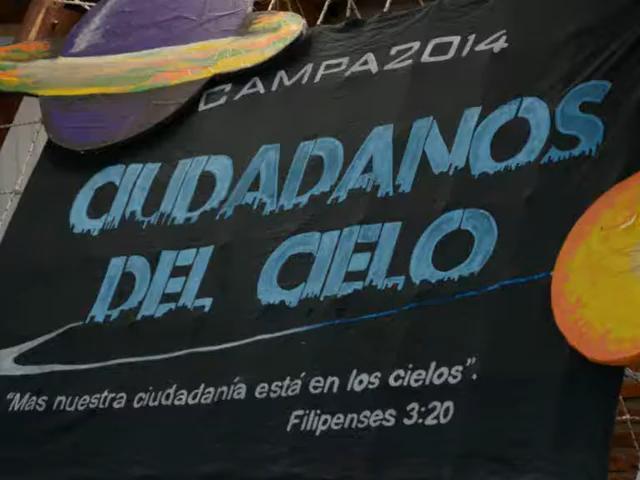 CAMPA2014
CIUDADANOS
DEL CIELO
"Mas nuestra ciudadanía está en los cielos".
Filipenses 3:20